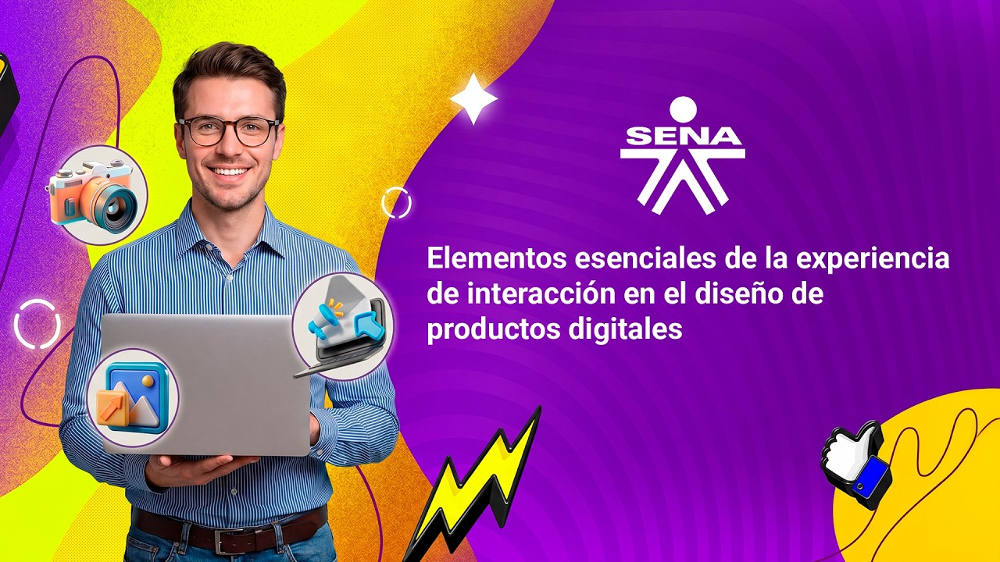 SENA
Elementos esenciales de la experiencia
de interacción en el diseño de
productos digitales